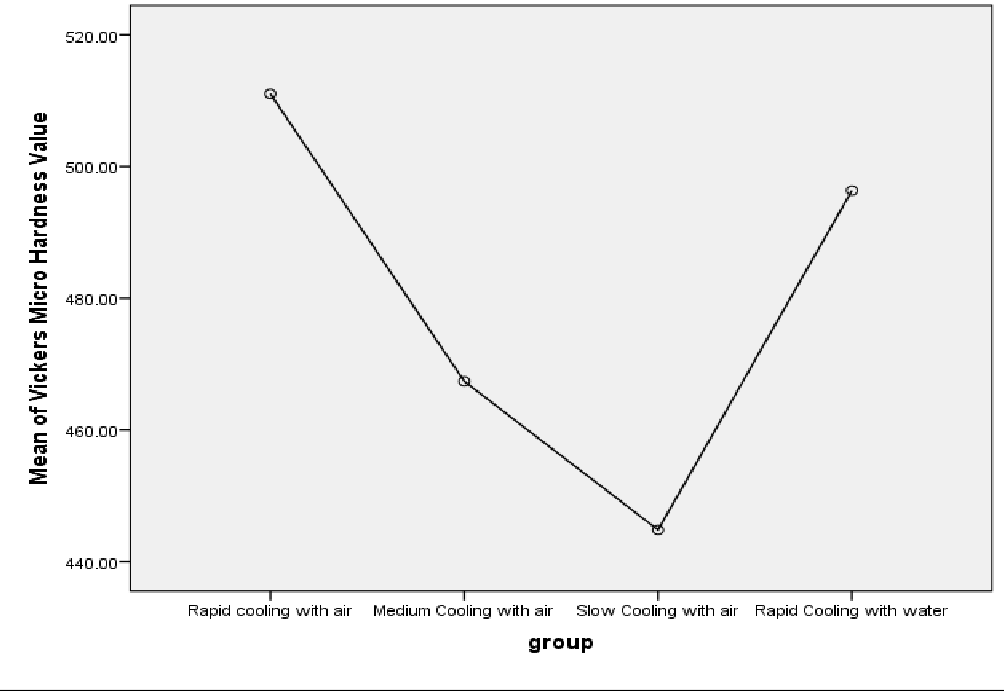 Mean of Vickers Micro Hardness Value
520.00
500.00
480.00
460.00
440.00
Rapid cooling with air Medium Cooling with air Slow Cooling with air Rapid Cooling with water
group